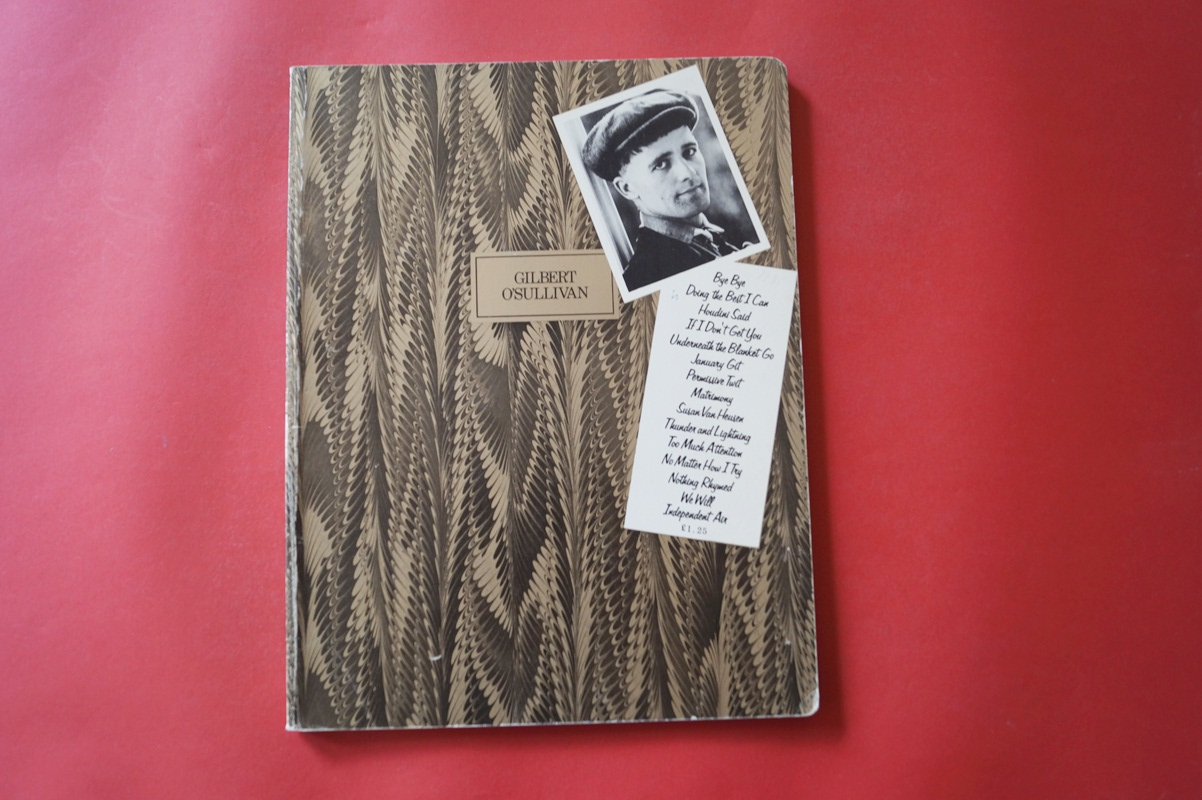 GILBERT
O'SULLIVAN
Bye Bye
Doing the Best I Can
Houdini Said
If I Don't Get You
Underneath the Blanket Go
January Git
Permissive Twit
Matrimony
Susan Van Heusen
Thunder and Lightning
Too Much Attention
No Matter How I Try
Nothing Rhymed
We Will
Independent Air
£1.25